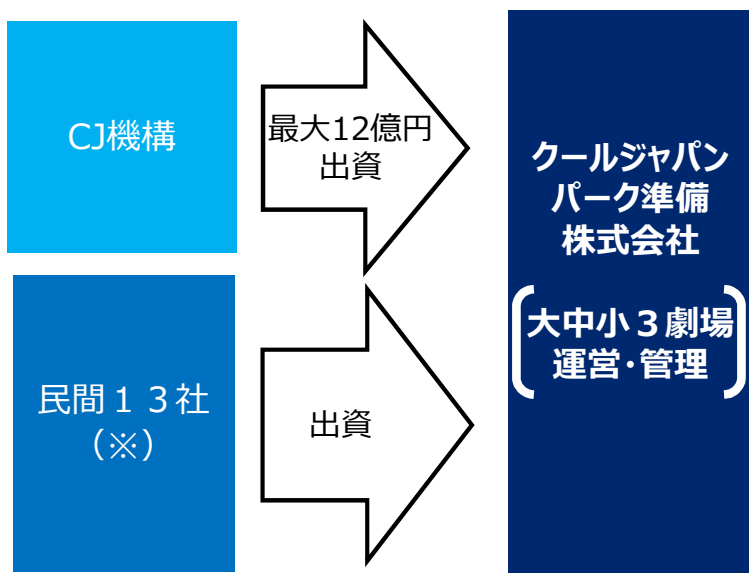 CJ機構
最大12億円
出資
クールジャパン
パーク準備
株式会社
大中小３劇場
運営・管理
民間１３社
（※）
出資